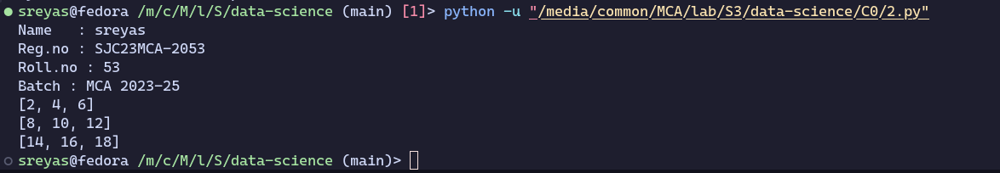 sreyas@fedora /m/c/M/l/S/data-science (main) [1]> python -u "/media/common/MCA/lab/S3/data-science/C0/2.py"
Name   : sreyas
Reg.no : SJC23MCA-2053
Roll.no : 53
Batch : MCA 2023-25
[2, 4, 6]
[8, 10, 12]
[14, 16, 18]
sreyas@fedora /m/c/M/l/S/data-science (main)>